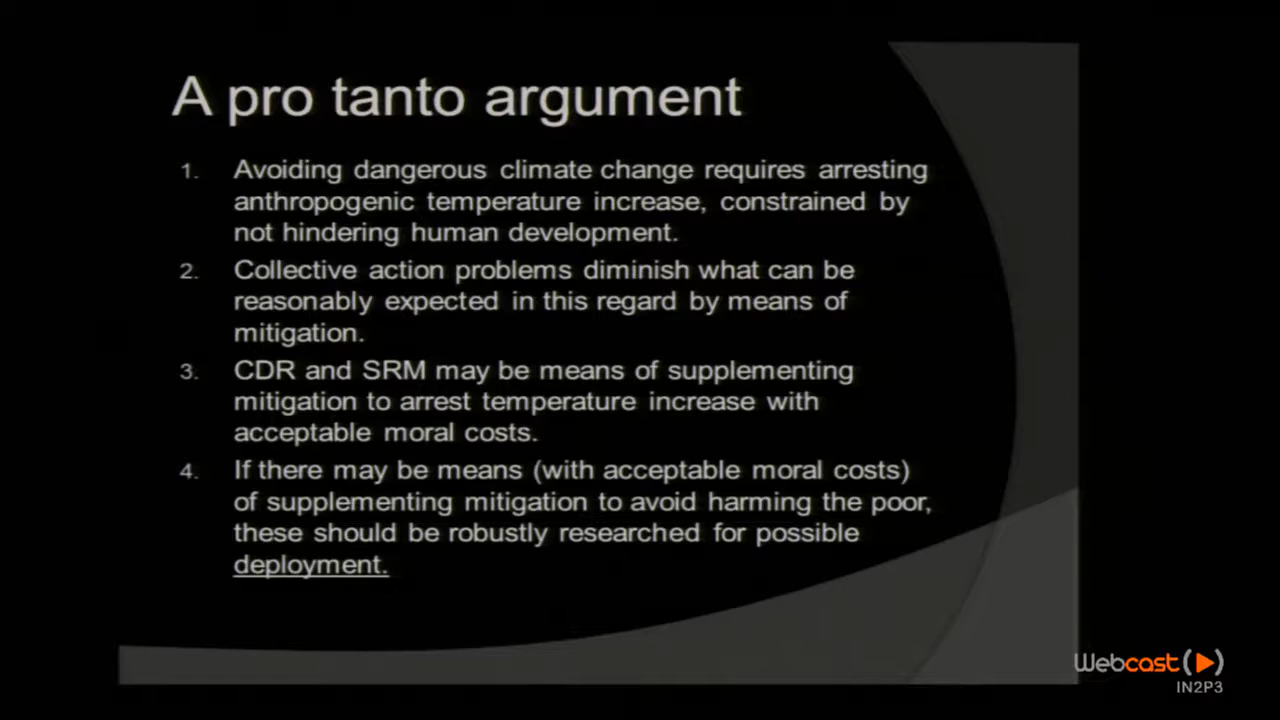 A pro tanto argument
1. Avoiding dangerous climate change requires arresting
anthropogenic temperature increase, constrained by
not hindering human development.
2. Collective action problems diminish what can be
reasonably expected in this regard by means of
mitigation.
3. CDR and SRM may be means of supplementing
mitigation to arrest temperature increase with
acceptable moral costs.
4. If there may be means (with acceptable moral costs)
of supplementing mitigation to avoid harming the poor,
these should be robustly researched for possible
deployment.
Webcast
IN2P3